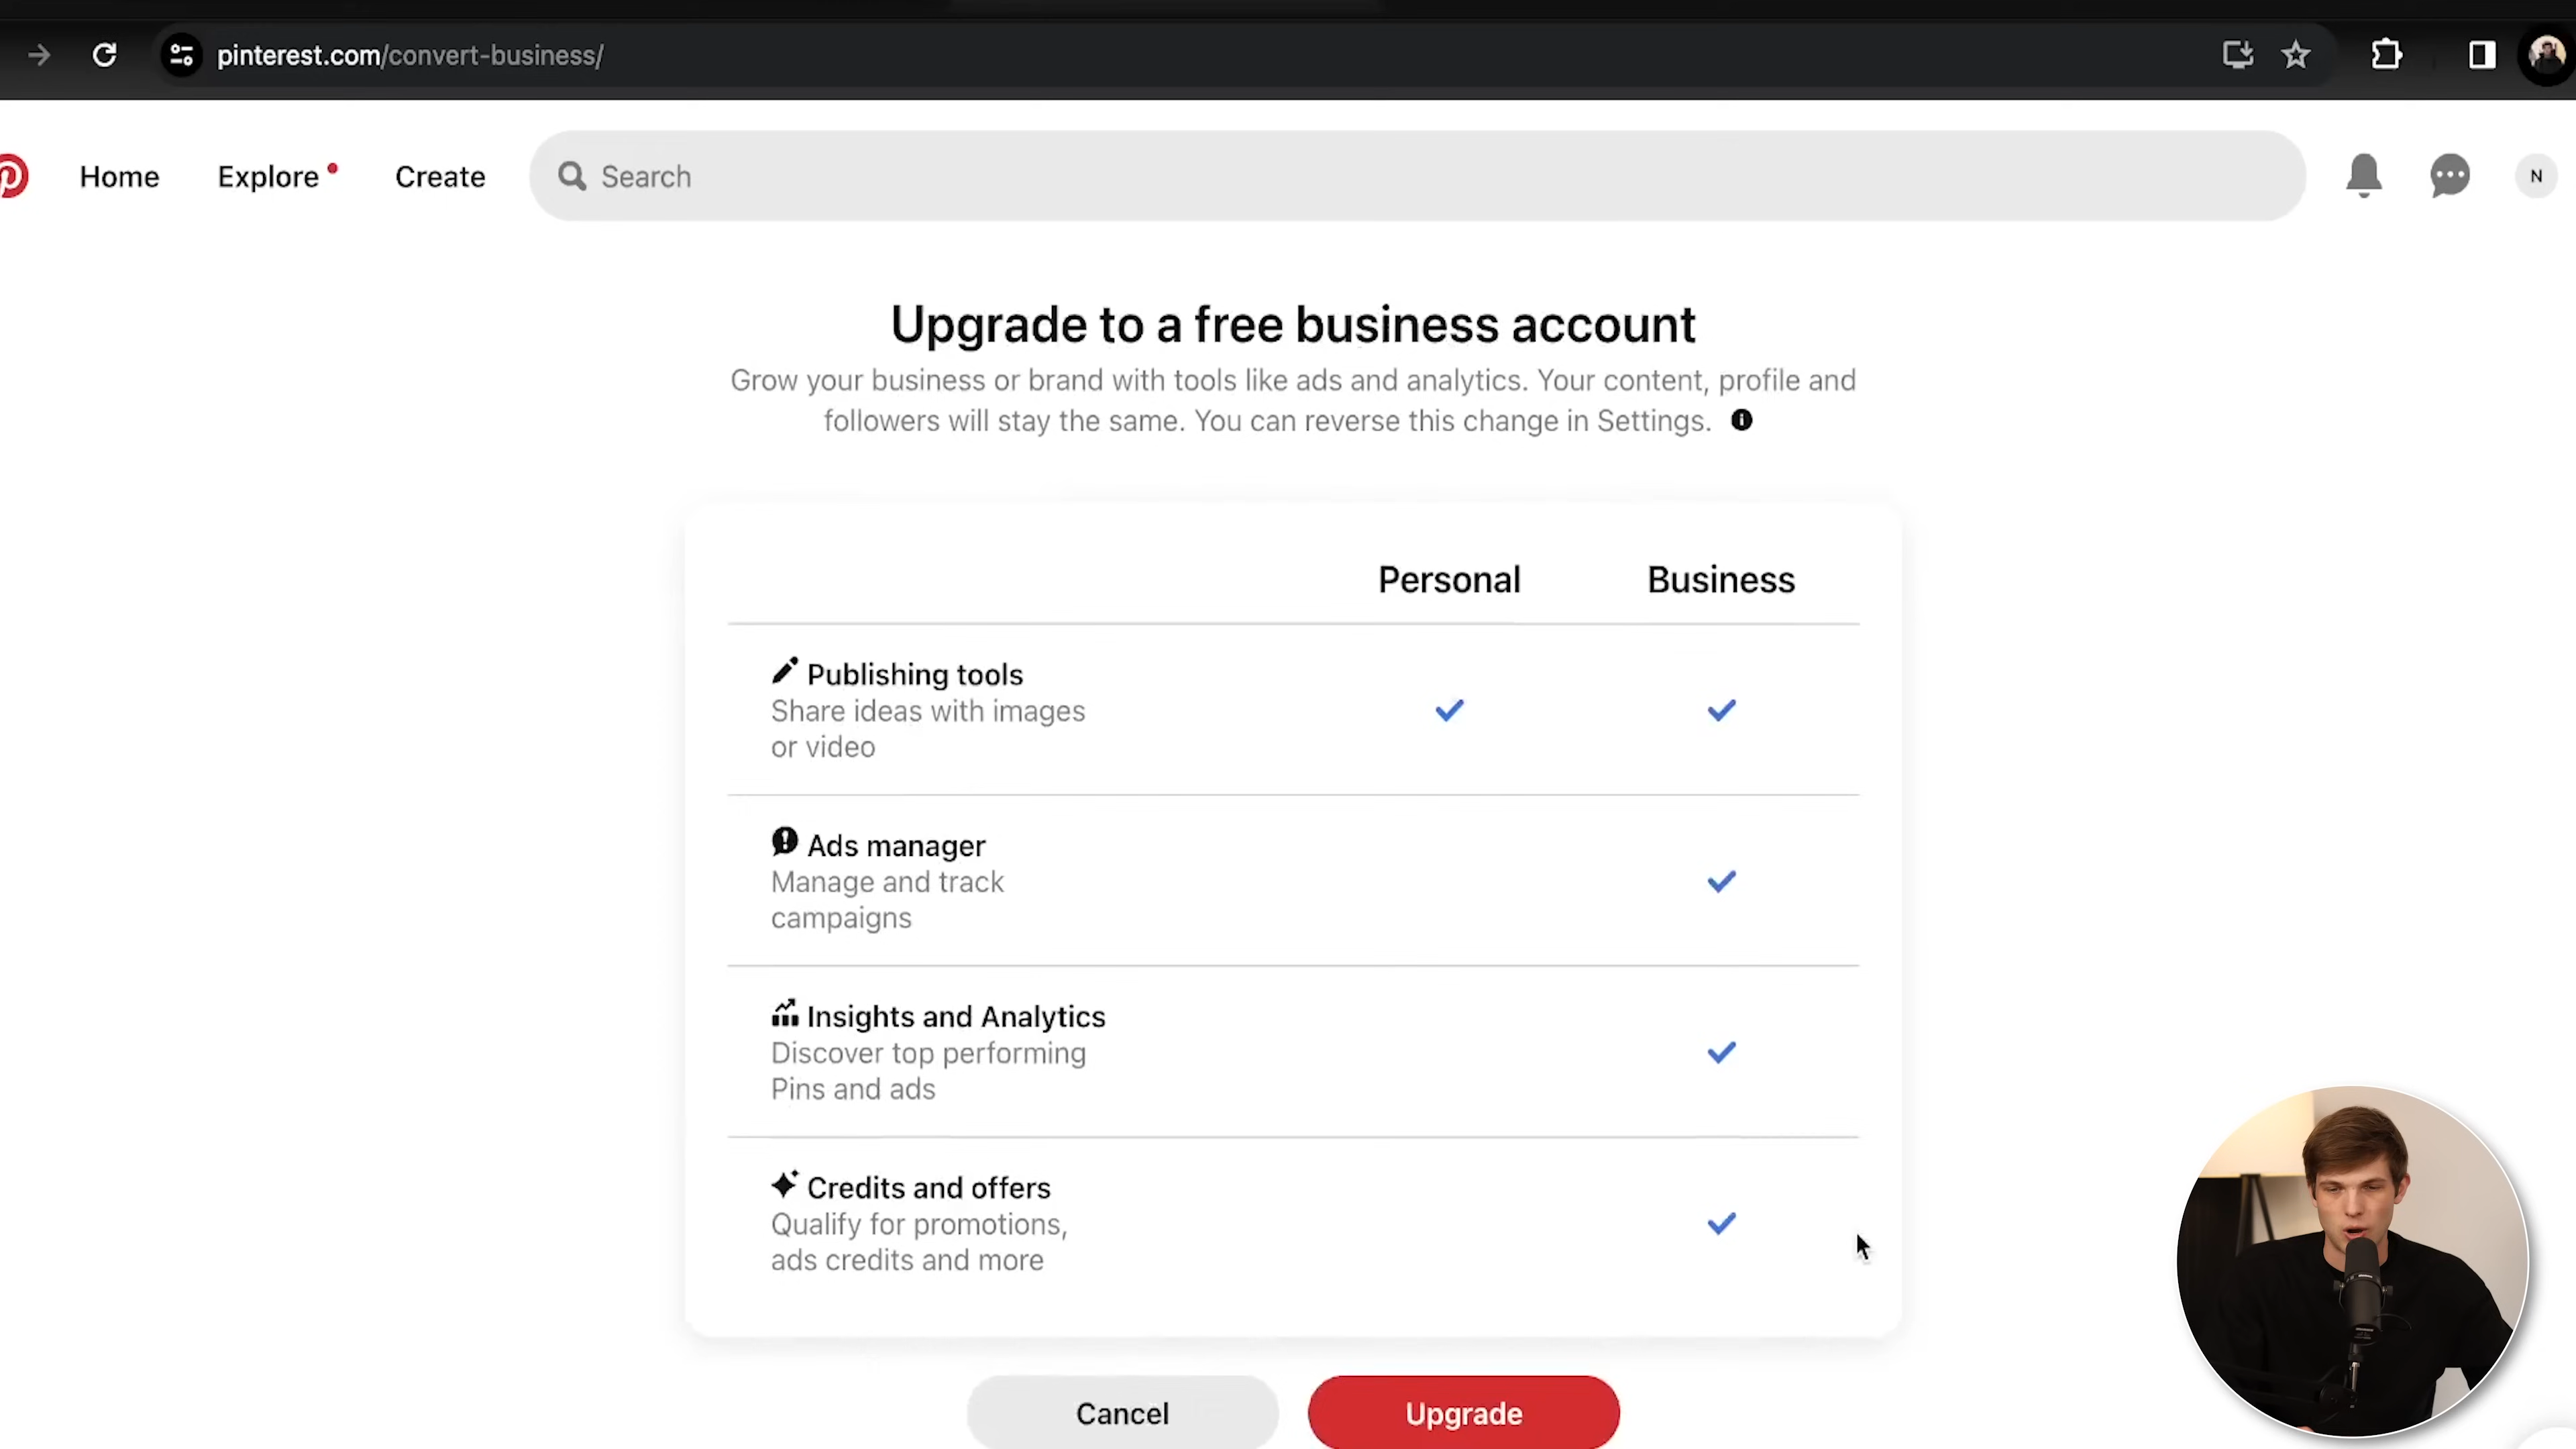 pinterest.com/convert-business/
Home
Explore
Create
Search
N
Upgrade to a free business account
Grow your business or brand with tools like ads and analytics. Your content, profile and
followers will stay the same. You can reverse this change in Settings.
Personal
Business
Publishing tools
Share ideas with images
or video
Ads manager
Manage and track
campaigns
Insights and Analytics
Discover top performing
Pins and ads
Credits and offers
Qualify for promotions,
ads credits and more
Cancel
Upgrade